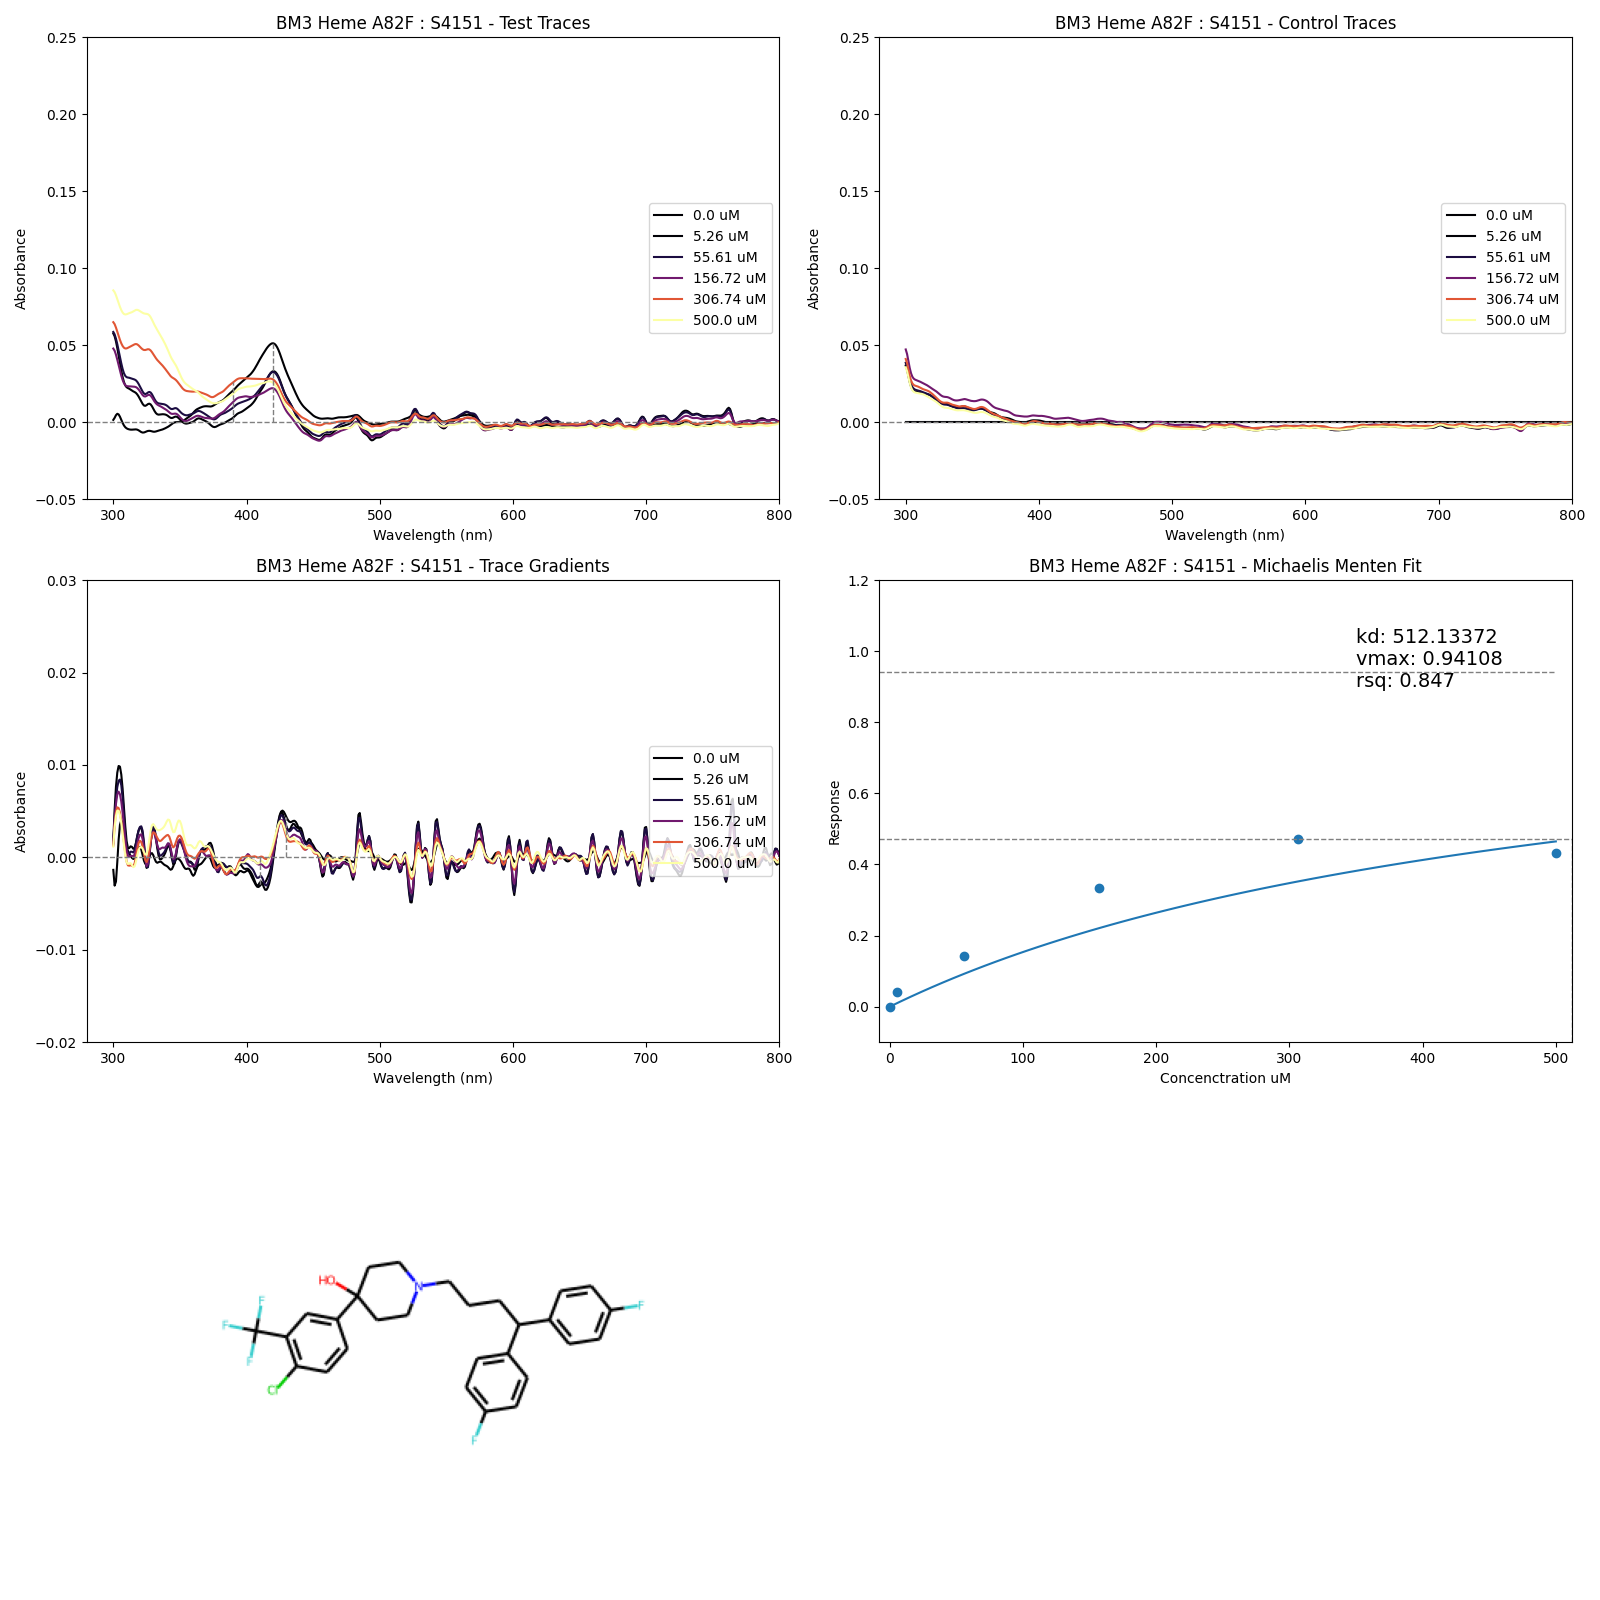 BM3 Heme A82F : S4151 - Test Traces
0.25
0.20
0.15
0.10
0.05
0.00
−0.05
Absorbance
300 400 500 600 700 800
Wavelength (nm)
0.0 uM
5.26 uM
55.61 uM
156.72 uM
306.74 uM
500.0 uM
BM3 Heme A82F : S4151 - Control Traces
0.25
0.20
0.15
0.10
0.05
0.00
−0.05
Absorbance
300 400 500 600 700 800
Wavelength (nm)
0.0 uM
5.26 uM
55.61 uM
156.72 uM
306.74 uM
500.0 uM
BM3 Heme A82F : S4151 - Trace Gradients
0.03
0.02
0.01
0.00
−0.01
−0.02
Absorbance
300 400 500 600 700 800
Wavelength (nm)
0.0 uM
5.26 uM
55.61 uM
156.72 uM
306.74 uM
500.0 uM
BM3 Heme A82F : S4151 - Michaelis Menten Fit
1.2
1.0
0.8
0.6
0.4
0.2
0.0
Response
0 100 200 300 400 500
Concenctration uM
kd: 512.13372
vmax: 0.94108
rsq: 0.847
HO
N
F
F
F
F
Cl
F